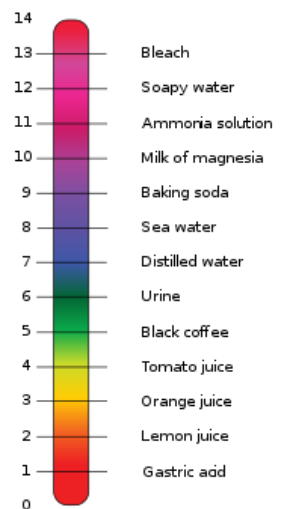 14
13 Bleach
12 Soapy water
11 Ammonia solution
10 Milk of magnesia
9 Baking soda
8 Sea water
7 Distilled water
6 Urine
5 Black coffee
4 Tomato juice
3 Orange juice
2 Lemon juice
1 Gastric acid
0